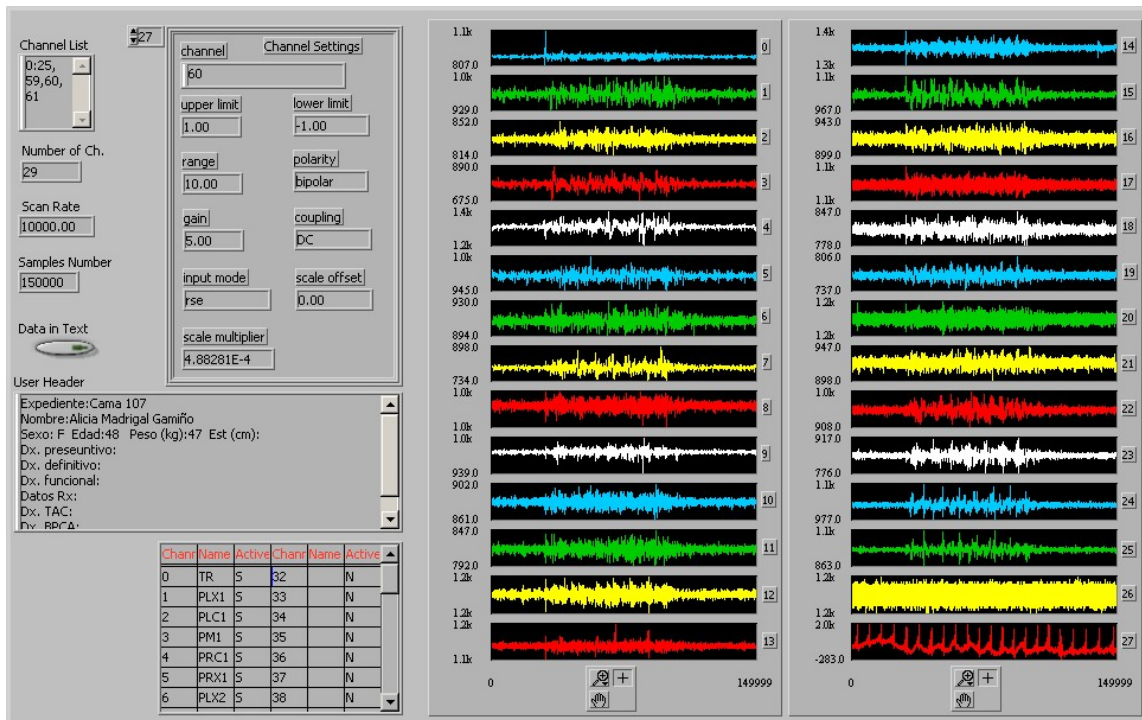 Channel List
0:25,
59,60,
61
Number of Ch.
29
Scan Rate
10000.00
Samples Number
150000
Data in Text
27
Channel Settings
channel
60
upper limit
lower limit
1.00
-1.00
range
polarity
10.00
bipolar
gain
coupling
5.00
DC
input mode
scale offset
rse
0.00
scale multiplier
4.88281E-4
User Header
Expediente:Cama 107
Nombre:Alicia Madrigal Gamiño
Sexo: F Edad:48 Peso (kg):47 Est (cm):
Dx. preseuntivo:
Dx. definitivo:
Dx. funcional:
Datos Rx:
Dx. TAC:
Dx. BPCA:
Chann Name Active Chann Name Active
0 TR S 32 N
1 PLX1 S 33 N
2 PLC1 S 34 N
3 PM1 S 35 N
4 PRC1 S 36 N
5 PRX1 S 37 N
6 PLX2 S 38 N
1.1k
0
807.0
1.0k
1
929.0
852.0
2
814.0
890.0
3
675.0
1.4k
4
1.2k
1.0k
5
945.0
930.0
6
894.0
898.0
7
734.0
1.0k
8
1.0k
1.0k
9
939.0
902.0
10
861.0
847.0
11
792.0
1.2k
12
1.2k
1.2k
13
1.1k
0
149999
1.4k
14
1.3k
1.1k
15
967.0
943.0
16
899.0
1.1k
17
1.1k
847.0
18
778.0
806.0
19
737.0
1.2k
20
1.2k
947.0
21
898.0
1.0k
22
908.0
917.0
23
776.0
1.1k
24
977.0
1.1k
25
863.0
1.2k
26
1.2k
2.0k
27
-283.0
0
149999